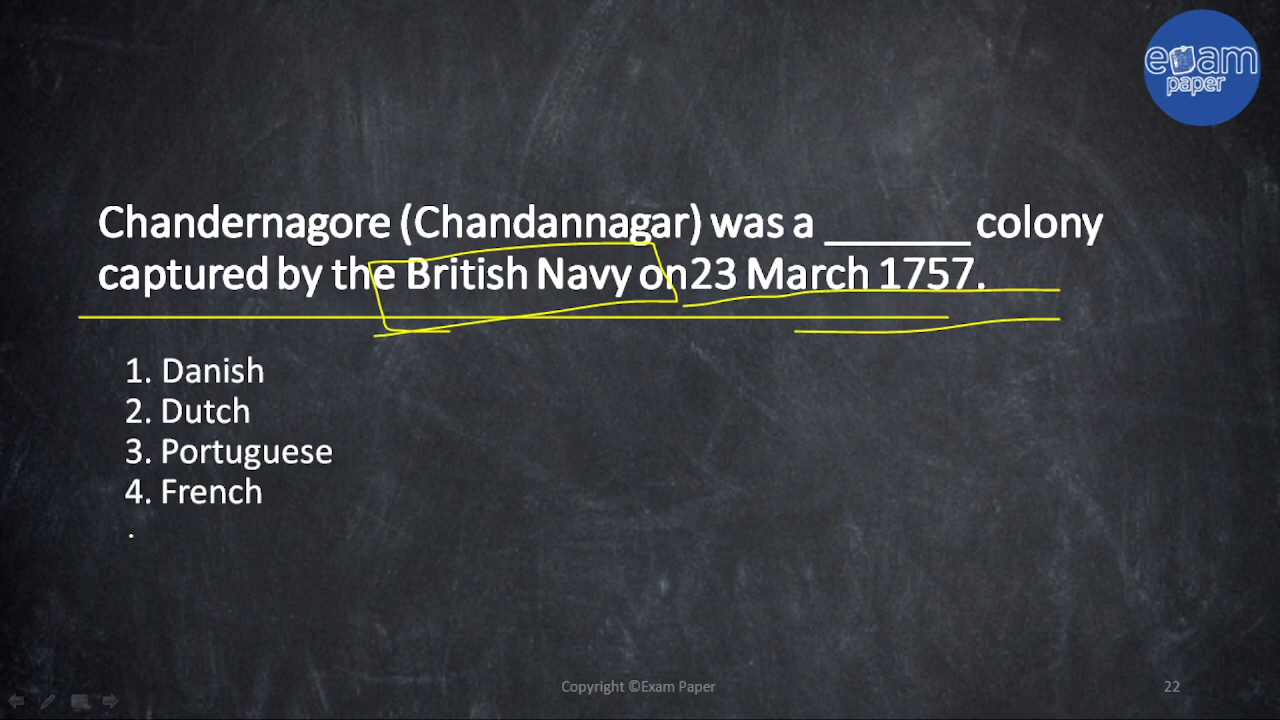 exam
paper
Chandernagore (Chandannagar) was a ______ colony
captured by the British Navy on23 March 1757.
1. Danish
2. Dutch
3. Portuguese
4. French
Copyright ©Exam Paper
22